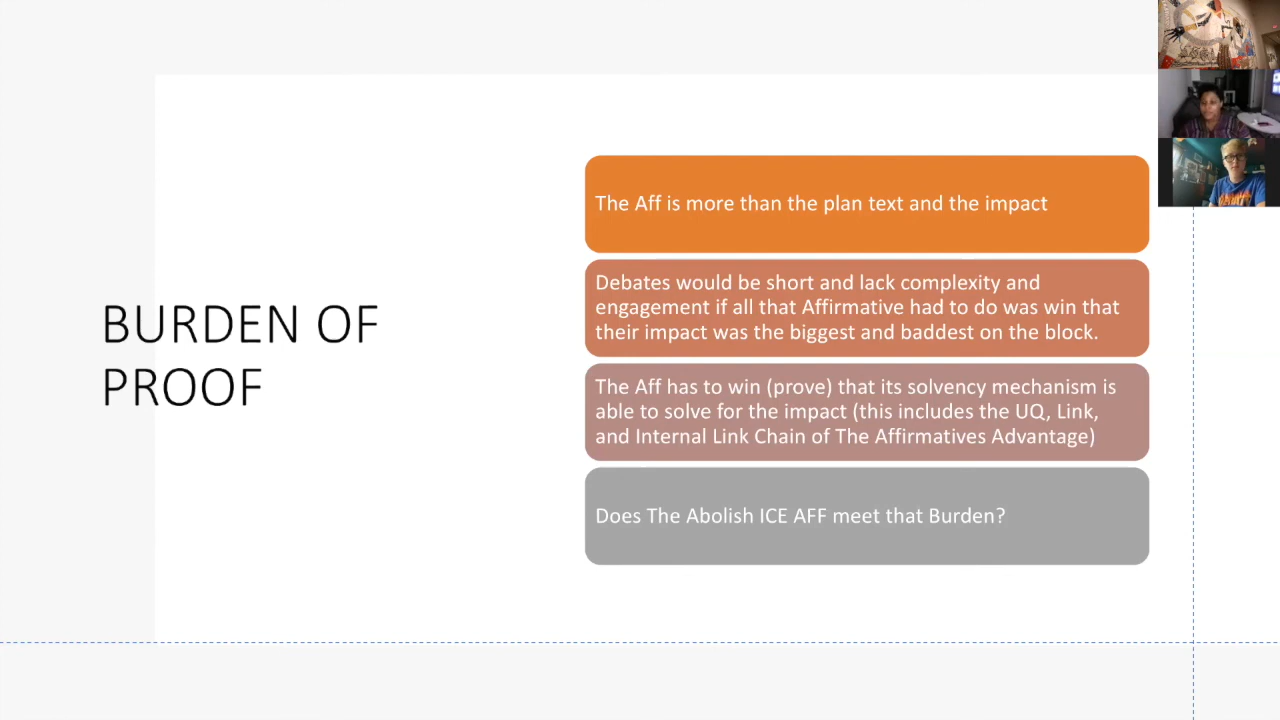 BURDEN OF
PROOF
The Aff is more than the plan text and the impact
Debates would be short and lack complexity and
engagement if all that Affirmative had to do was win that
their impact was the biggest and baddest on the block.
The Aff has to win (prove) that its solvency mechanism is
able to solve for the impact (this includes the UQ, Link,
and Internal Link Chain of The Affirmatives Advantage)
Does The Abolish ICE AFF meet that Burden?